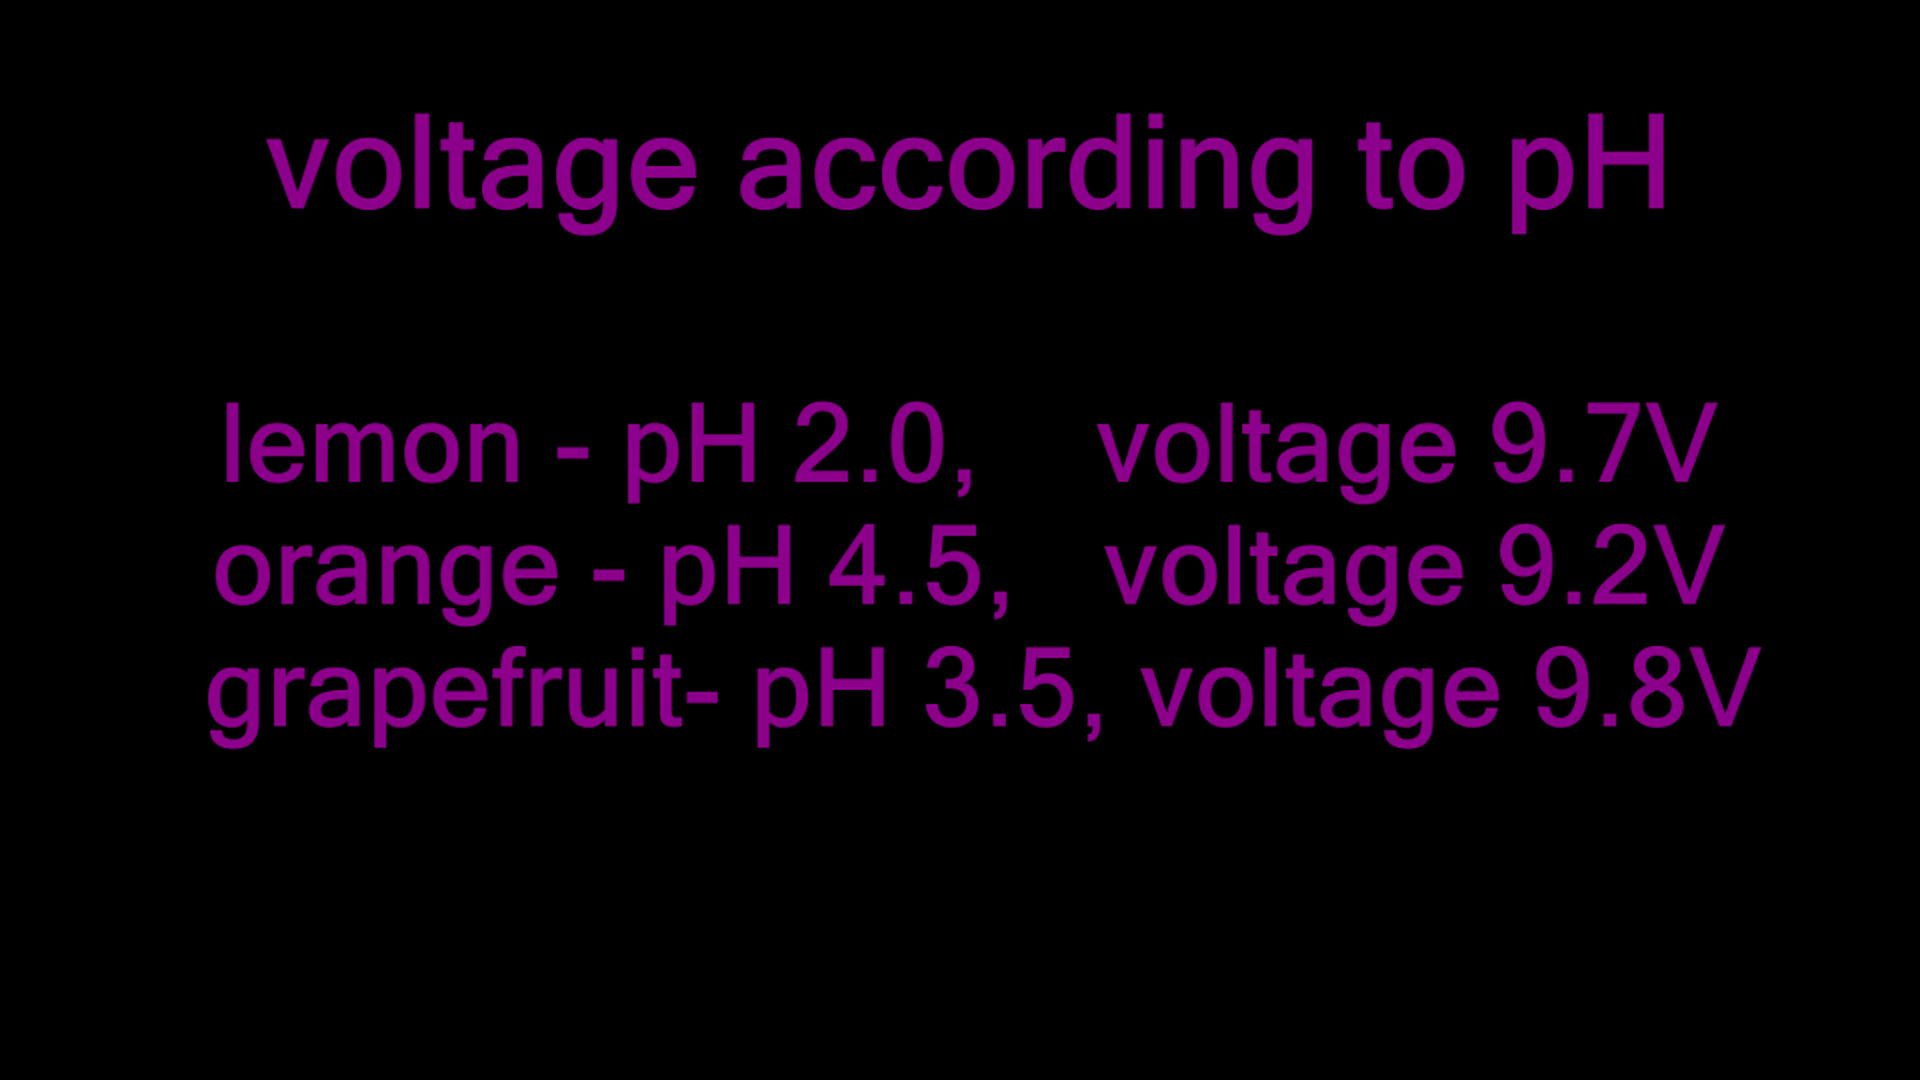 voltage according to pH
lemon - pH 2.0, voltage 9.7V
orange - pH 4.5, voltage 9.2V
grapefruit- pH 3.5, voltage 9.8V